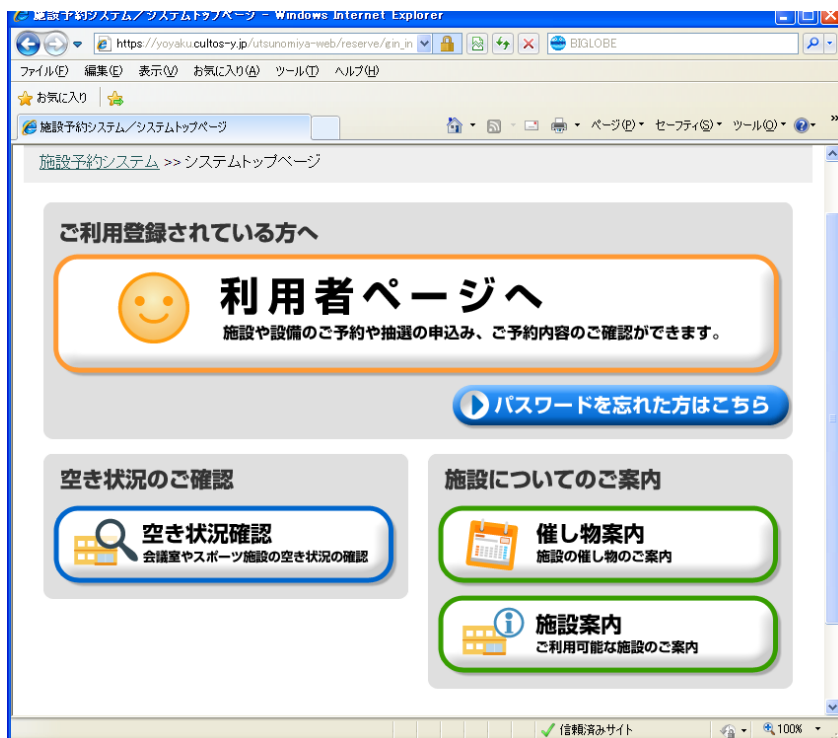 施設予約システム／システムトップページ - Windows Internet Explorer
https://yoyaku.cultos-y.jp/utsunomiya-web/reserve/gin_in
BIGLOBE
ファイル(F) 編集(E) 表示(V) お気に入り(A) ツール(T) ヘルプ(H)
お気に入り
施設予約システム／システムトップページ
ページ(P) セーフティ(S) ツール(O)
施設予約システム >> システムトップページ
ご利用登録されている方へ
利用者ページへ
施設や設備のご予約や抽選の申込み、ご予約内容のご確認ができます。
パスワードを忘れた方はこちら
空き状況のご確認
空き状況確認
会議室やスポーツ施設の空き状況の確認
施設についてのご案内
催し物案内
施設の催し物のご案内
施設案内
ご利用可能な施設のご案内
信頼済みサイト
100%